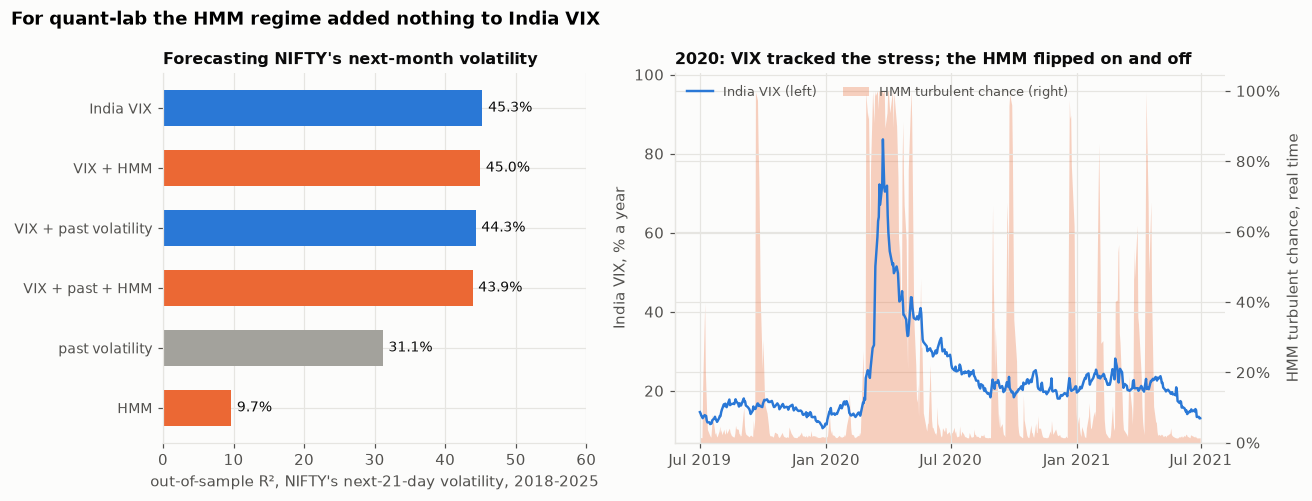 For quant-lab the HMM regime added nothing to India VIX
Forecasting NIFTY's next-month volatility
India VIX
45.3%
VIX + HMM
45.0%
VIX + past volatility
44.3%
VIX + past + HMM
43.9%
past volatility
31.1%
HMM
9.7%
0 10 20 30 40 50 60
out-of-sample R², NIFTY's next-21-day volatility, 2018-2025
2020: VIX tracked the stress; the HMM flipped on and off
India VIX (left)
HMM turbulent chance (right)
India VIX, % a year
100
80
60
40
20
100%
80%
60%
40%
20%
0%
HMM turbulent chance, real time
Jul 2019 Jan 2020 Jul 2020 Jan 2021 Jul 2021